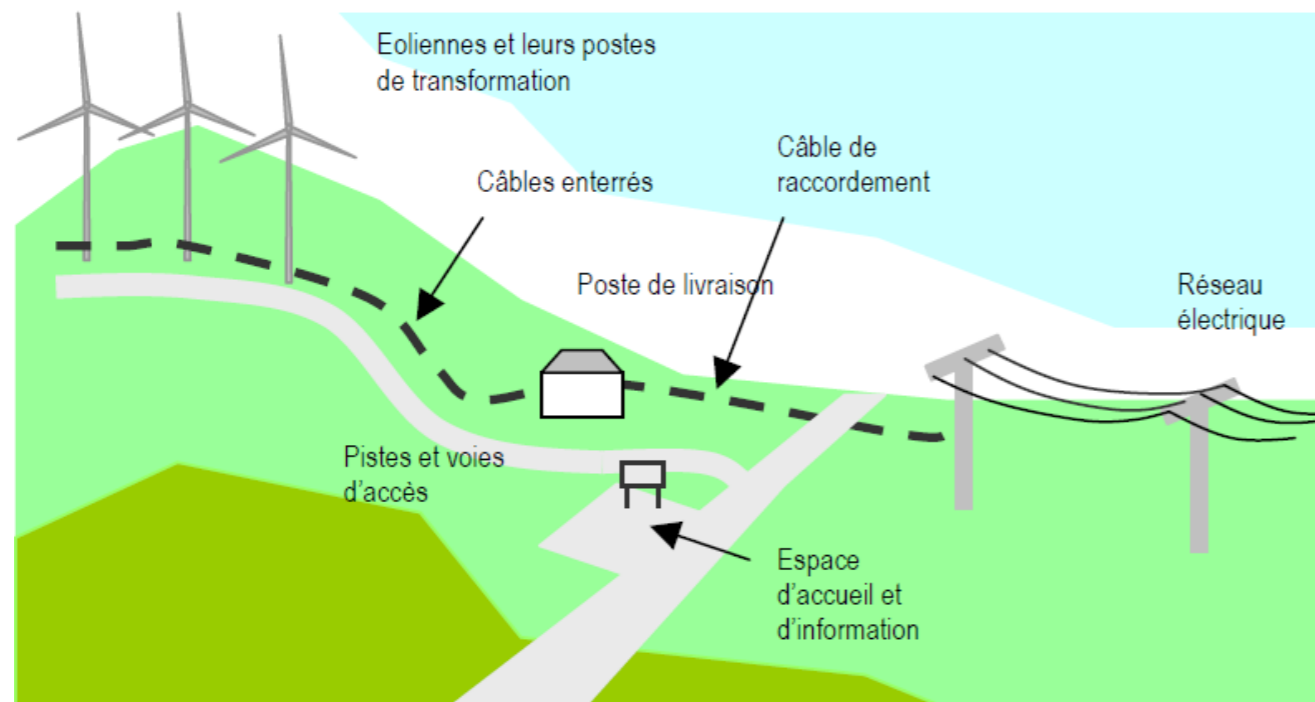 Eoliennes et leurs postes
de transformation
Câble de
raccordement
Câbles enterrés
Poste de livraison
Réseau
électrique
Pistes et voies
d'accès
Espace
d'accueil et
d'information